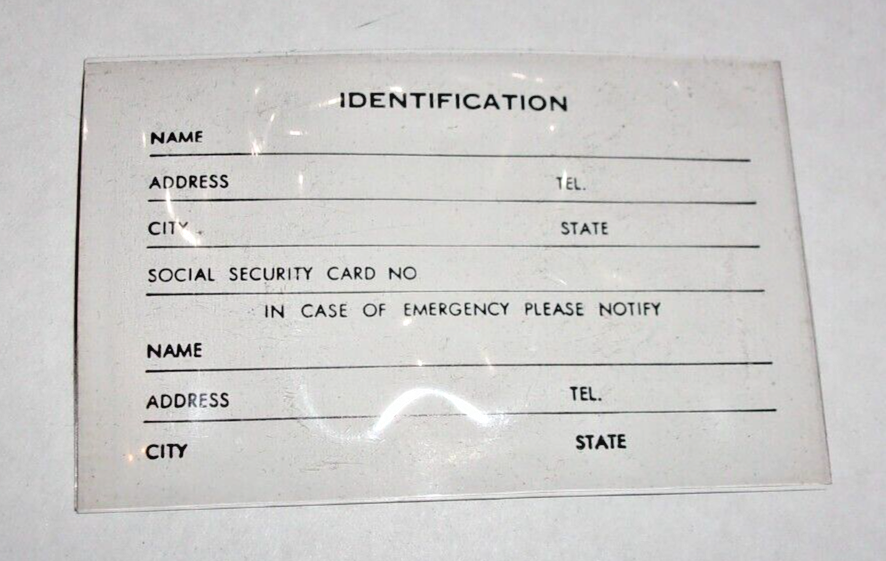 IDENTIFICATION
NAME
ADDRESS TEL.
CITY STATE
SOCIAL SECURITY CARD NO
IN CASE OF EMERGENCY PLEASE NOTIFY
NAME
ADDRESS TEL.
CITY STATE